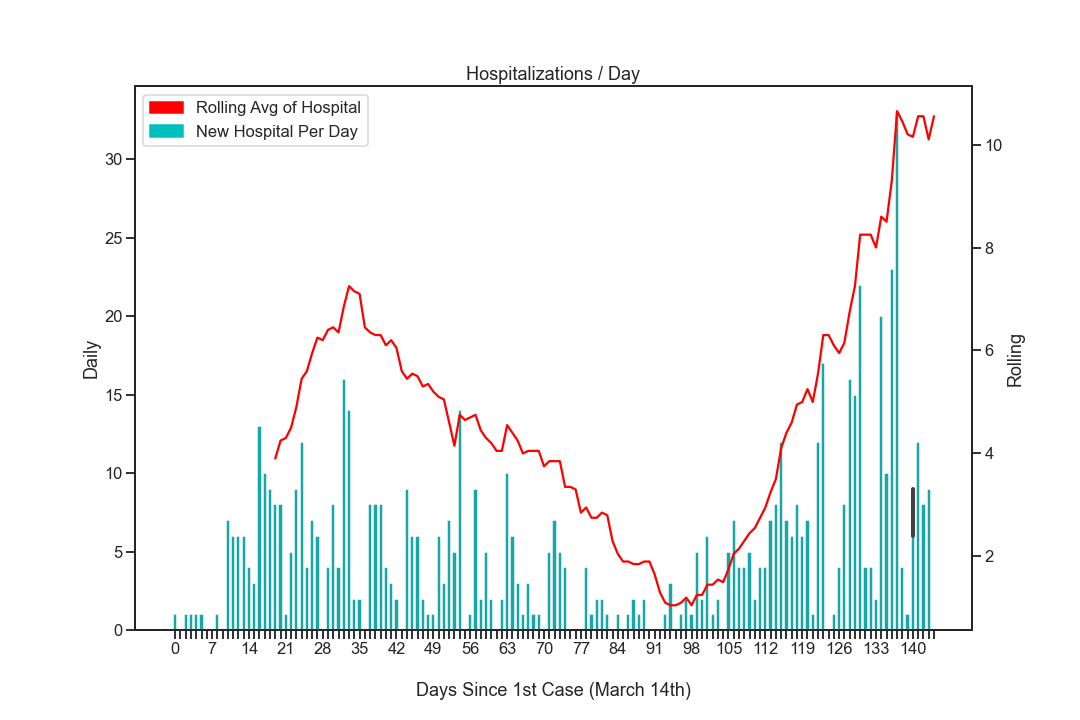 Hospitalizations / Day
Rolling Avg of Hospital
New Hospital Per Day
30
25
20
15
10
5
0
Daily
10
8
6
4
2
Rolling
0 7 14 21 28 35 42 49 56 63 70 77 84 91 98 105 112 119 126 133 140
Days Since 1st Case (March 14th)